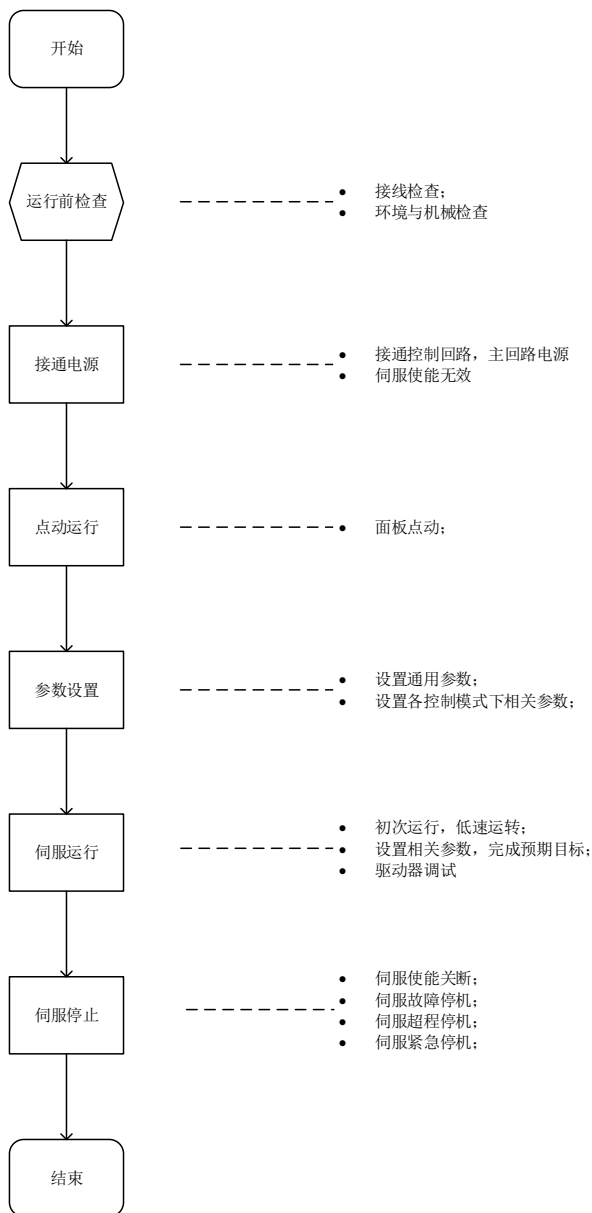 开始
运行前检查
• 接线检查；
• 环境与机械检查
接通电源
• 接通控制回路，主回路电源
• 伺服使能无效
点动运行
• 面板点动；
参数设置
• 设置通用参数；
• 设置各控制模式下相关参数；
伺服运行
• 初次运行，低速运转；
• 设置相关参数，完成预期目标；
• 驱动器调试
伺服停止
• 伺服使能关断；
• 伺服故障停机；
• 伺服超程停机；
• 伺服紧急停机；
结束